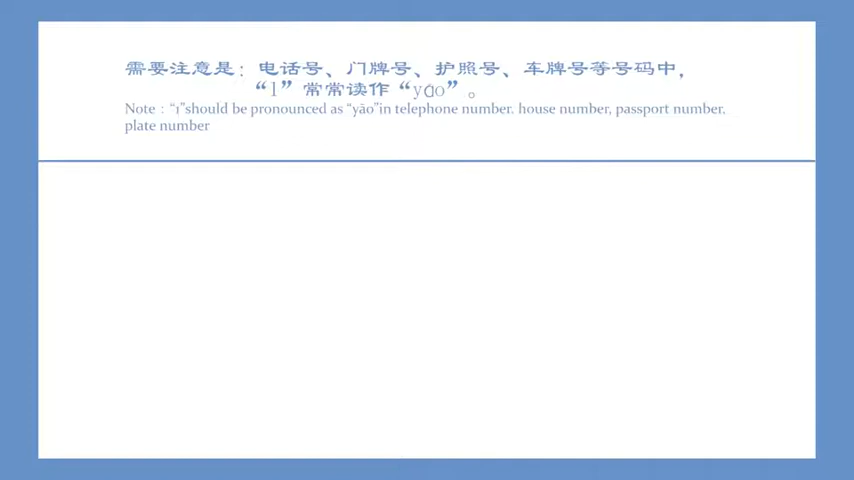 需要注意是：电话号、门牌号、护照号、车牌号等号码中，
“1”常常读作“yāo”。
Note : “1”should be pronounced as “yāo”in telephone number. house number, passport number.
plate number